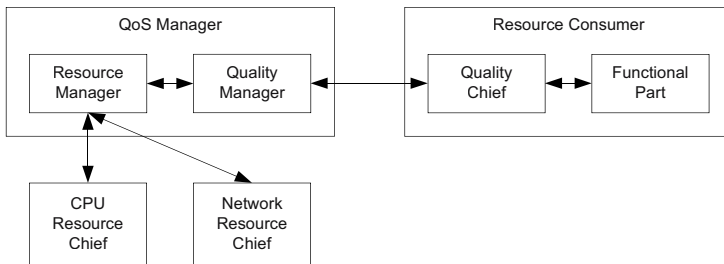 QoS Manager
Resource Manager
Quality Manager
CPU Resource Chief
Network Resource Chief
Resource Consumer
Quality Chief
Functional Part